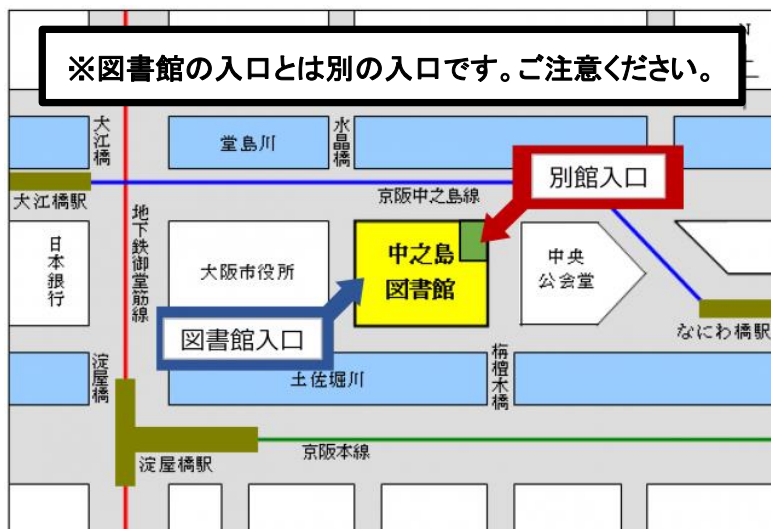 ※図書館の入口とは別の入口です。ご注意ください。
N
大江橋
堂島川
水晶橋
別館入口
大江橋駅
京阪中之島線
地下鉄御堂筋線
日本銀行
大阪市役所
中之島
図書館
中央
公会堂
図書館入口
なにわ橋駅
淀屋橋
土佐堀川
栴檀木橋
淀屋橋駅
京阪本線